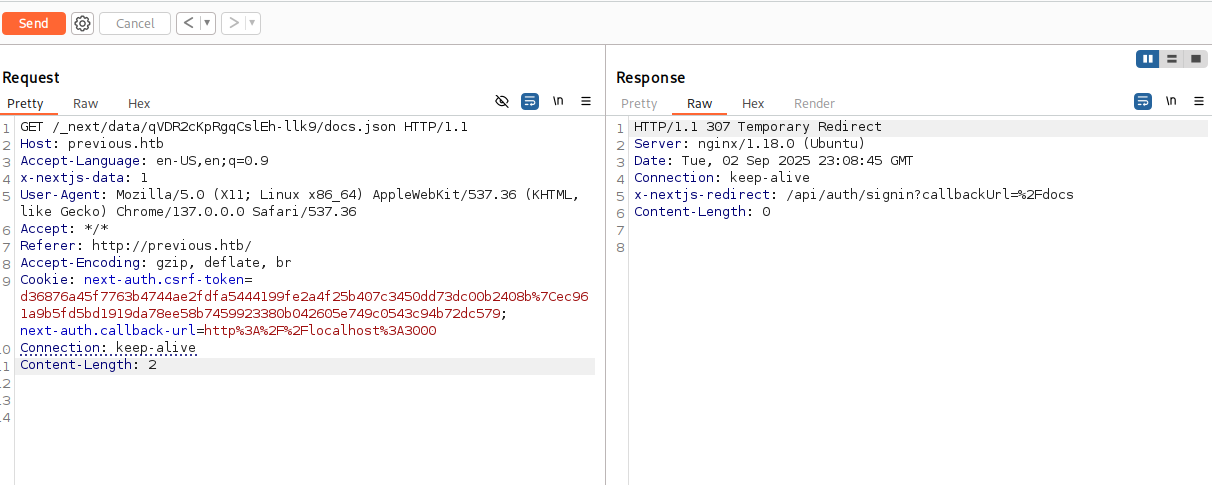 Send
Cancel
<
>
Request
Pretty
Raw
Hex
\n
1 GET /_next/data/qVDR2cKpRgqCslEh-llk9/docs.json HTTP/1.1
2 Host: previous.htb
3 Accept-Language: en-US,en;q=0.9
4 x-nextjs-data: 1
5 User-Agent: Mozilla/5.0 (X11; Linux x86_64) AppleWebKit/537.36 (KHTML,
like Gecko) Chrome/137.0.0.0 Safari/537.36
6 Accept: */*
7 Referer: http://previous.htb/
8 Accept-Encoding: gzip, deflate, br
9 Cookie: next-auth.csrf-token=
d36876a45f7763b4744ae2fdfa5444199fe2a4f25b407c3450dd73dc00b2408b%7Cec96
1a9b5fd5bd1919da78ee58b7459923380b042605e749c0543c94b72dc579;
next-auth.callback-url=http%3A%2F%2Flocalhost%3A3000
10 Connection: keep-alive
11 Content-Length: 2
12
13
14
Response
Pretty
Raw
Hex
Render
\n
1 HTTP/1.1 307 Temporary Redirect
2 Server: nginx/1.18.0 (Ubuntu)
3 Date: Tue, 02 Sep 2025 23:08:45 GMT
4 Connection: keep-alive
5 x-nextjs-redirect: /api/auth/signin?callbackUrl=%2Fdocs
6 Content-Length: 0
7
8